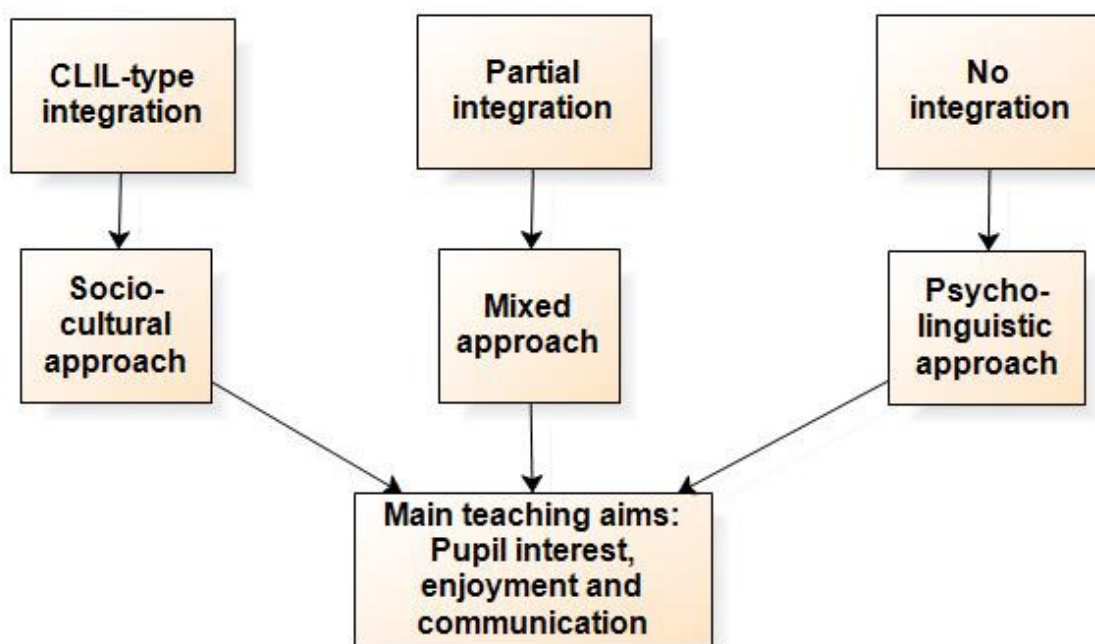 CLIL-type
integration
Partial
integration
No
integration
Socio-
cultural
approach
Mixed
approach
Psycho-
linguistic
approach
Main teaching aims:
Pupil interest,
enjoyment and
communication